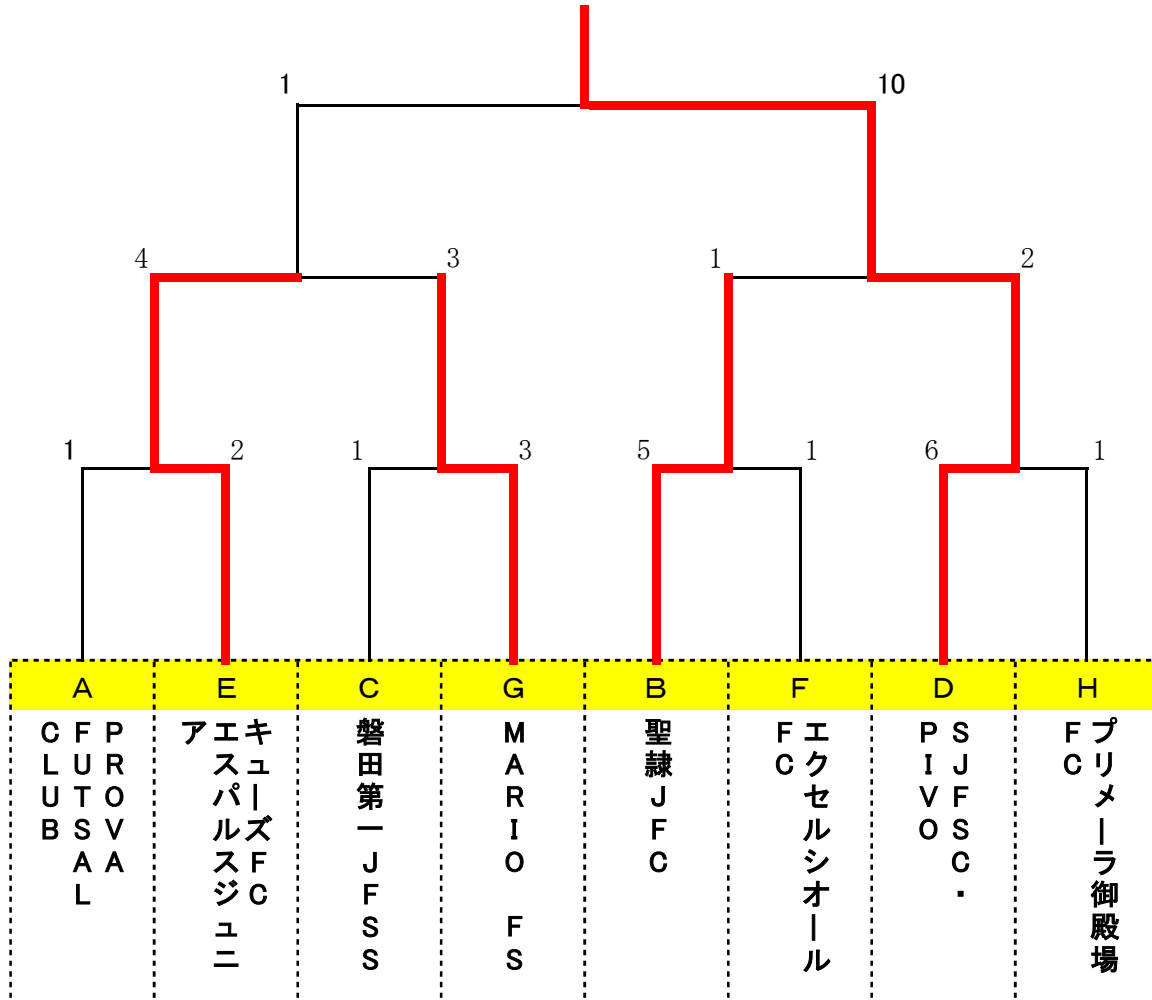 1
10
4
3
1
2
1
2
1
3
5
1
6
1
A
E
C
G
B
F
D
H
PROVA
FUTSAL
CLUB
キューズFC
エスパルスジュニ
ア
磐田第一JFSS
MARIO FS
聖隷JFC
エクセルシオール
FC
SJFSC・
PIVO
プリメーラ御殿場
FC